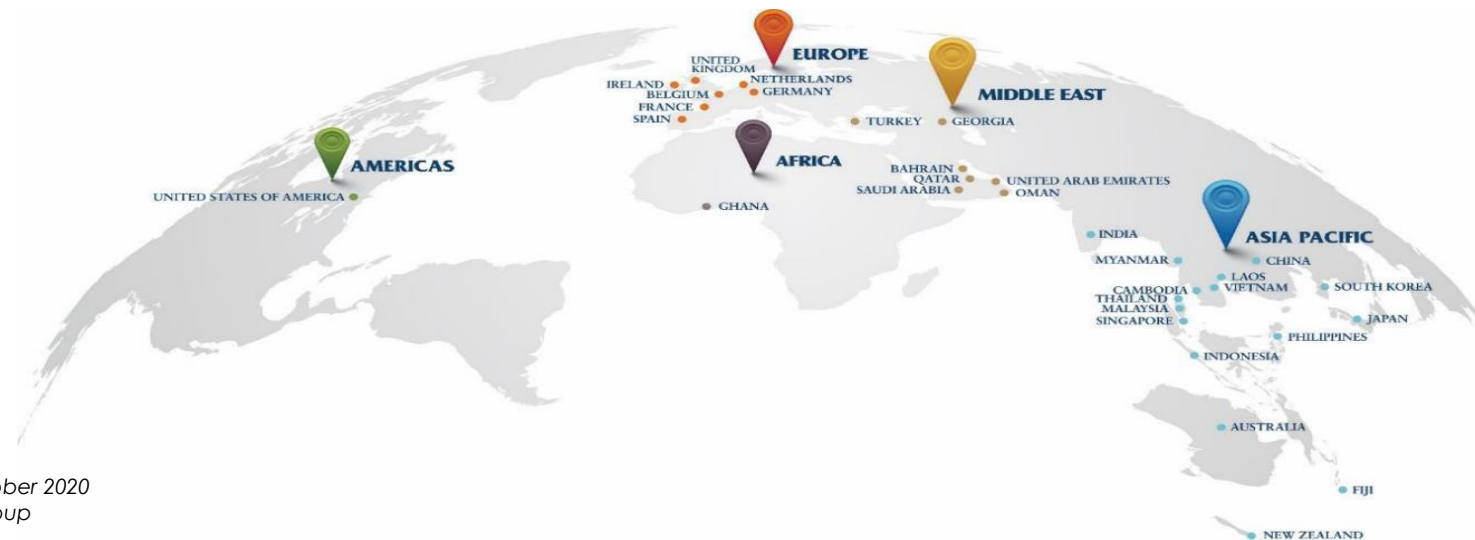 EUROPE
UNITED
KINGDOM
IRELAND
NETHERLANDS
BELGIUM
GERMANY
FRANCE
SPAIN
MIDDLE EAST
TURKEY
GEORGIA
AMERICAS
UNITED STATES OF AMERICA
AFRICA
GHANA
BAHRAIN
QATAR
SAUDI ARABIA
UNITED ARAB EMIRATES
OMAN
ASIA PACIFIC
INDIA
MYANMAR
CHINA
LAOS
CAMBODIA
VIETNAM
SOUTH KOREA
THAILAND
MALAYSIA
SINGAPORE
JAPAN
PHILIPPINES
INDONESIA
AUSTRALIA
FIJI
NEW ZEALAND
2020